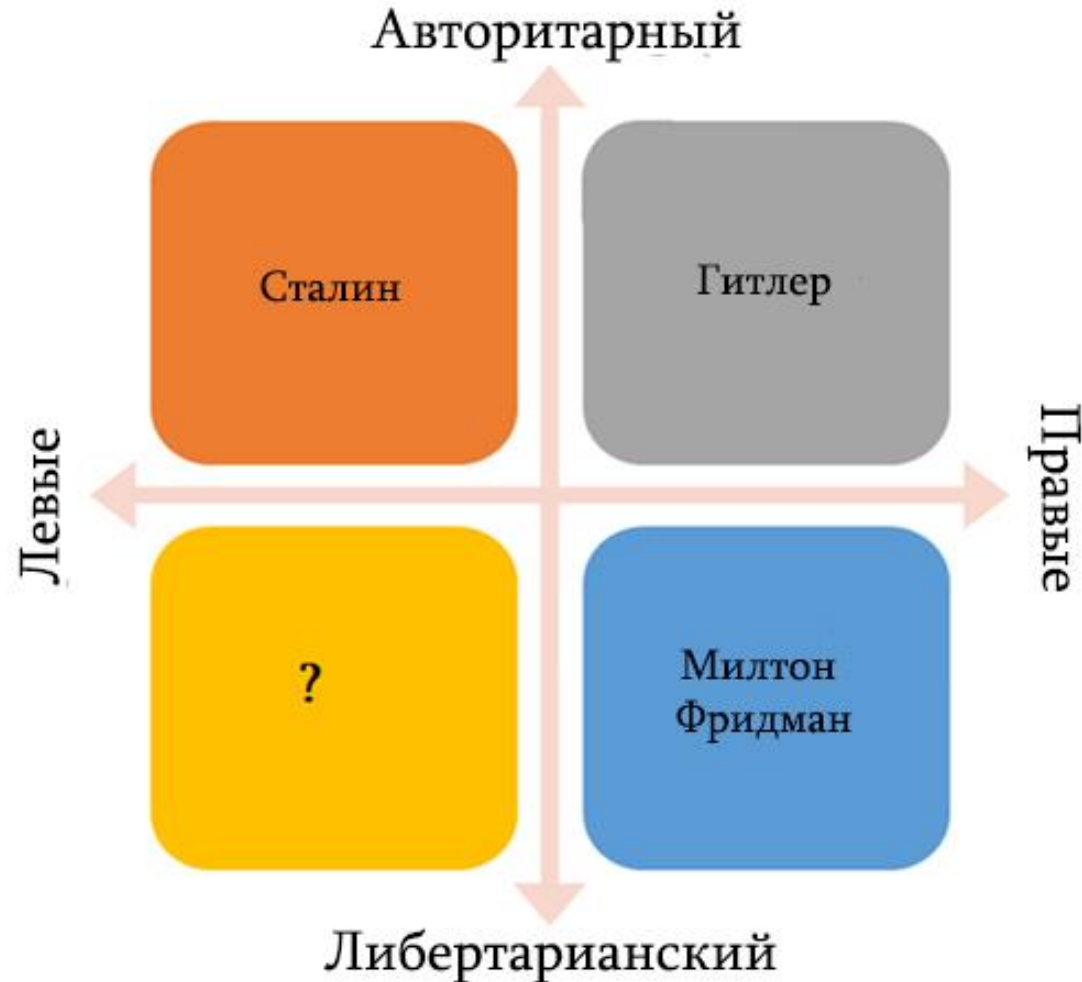 Авторитарный
Сталин
Гитлер
Левые
Правые
?
Милтон
Фридман
Либертарианский